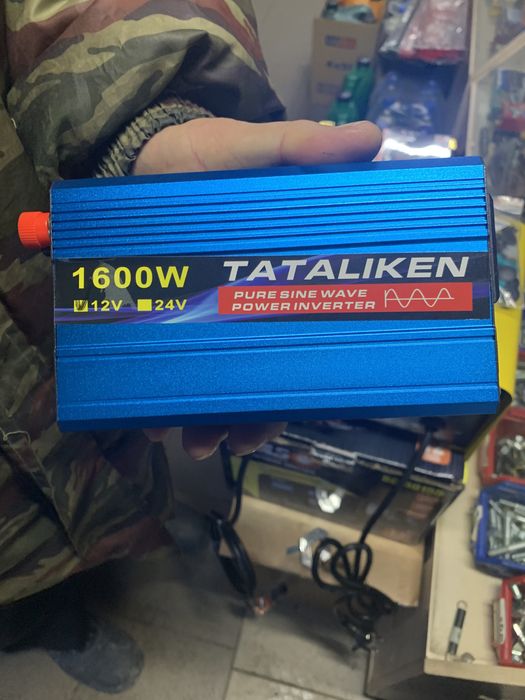 1600W
12V 24V
TATALIKEN
PURE SINE WAVE
POWER INVERTER